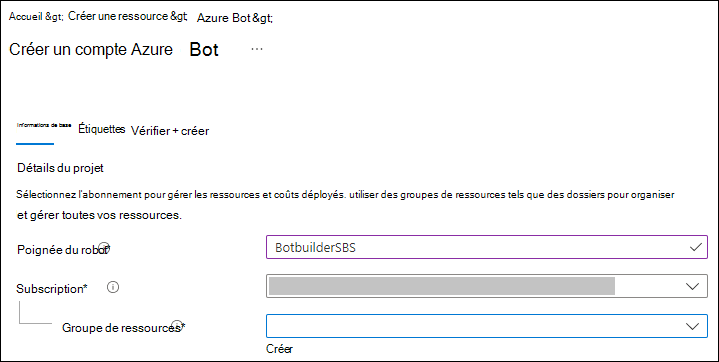 Accueil &gt; Créer une ressource &gt; Azure Bot &gt;
Créer un compte Azure Bot ...
Informations de base Étiquettes Vérifier + créer
Détails du projet
Sélectionnez l'abonnement pour gérer les ressources et coûts déployés. utiliser des groupes de ressources tels que des dossiers pour organiser
et gérer toutes vos ressources.
Poignée du robot BotbuilderSBS
Subscription*
Groupe de ressources*
Créer